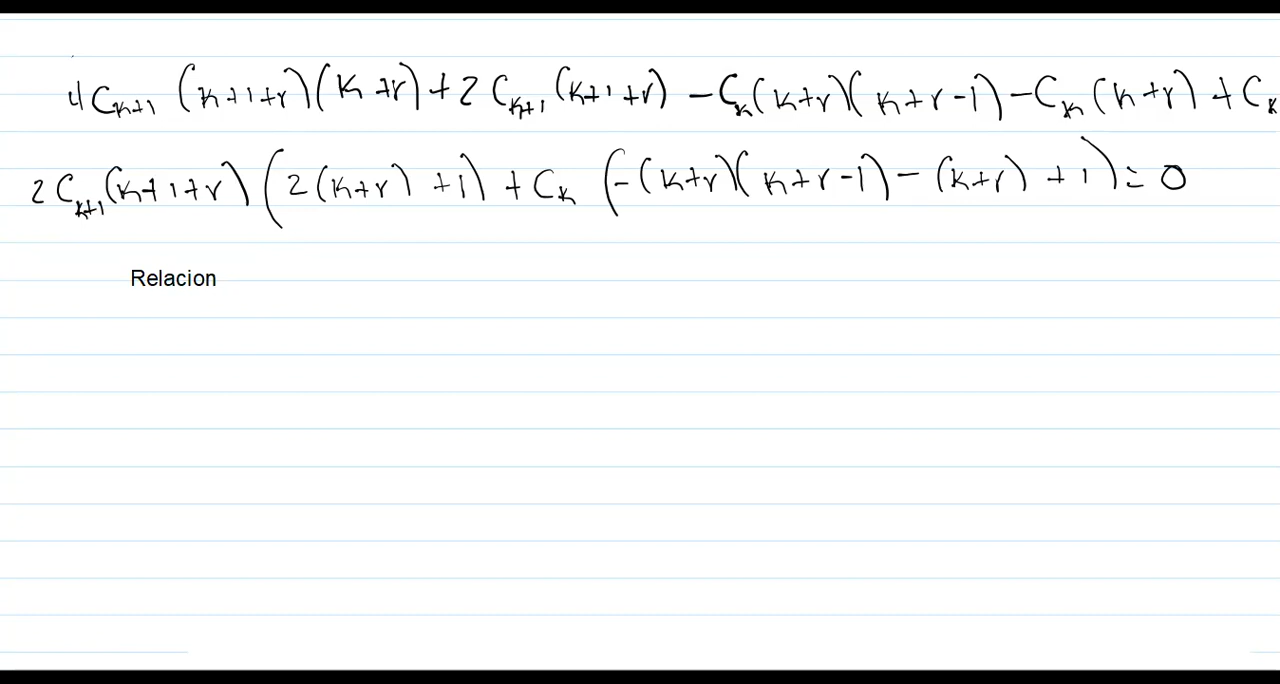 4C_{k+1} (k+1+r)(k+r)+2C_{k+1}(k+1+r) -C_k(k+r)(k+r-1)-C_k(k+r)+C_k
2C_{k+1}(k+1+r)(2(k+r)+1)+C_k (-(k+r)(k+r-1)-(k+r)+1)=0
Relacion